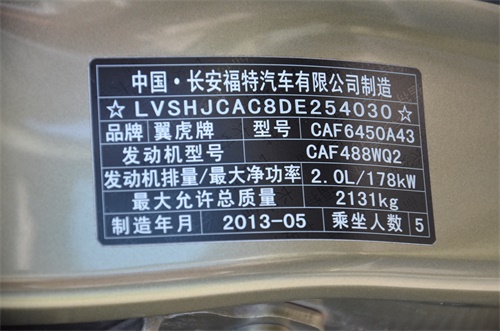 中国·长安福特汽车有限公司制造
☆LVSHJCAC8DE254030☆
品牌 翼虎牌 型号 CAF6450A43
发动机型号 CAF488WQ2
发动机排量/最大净功率 2.0L/178kW
最大允许总质量 2131kg
制造年月 2013-05 乘坐人数 5